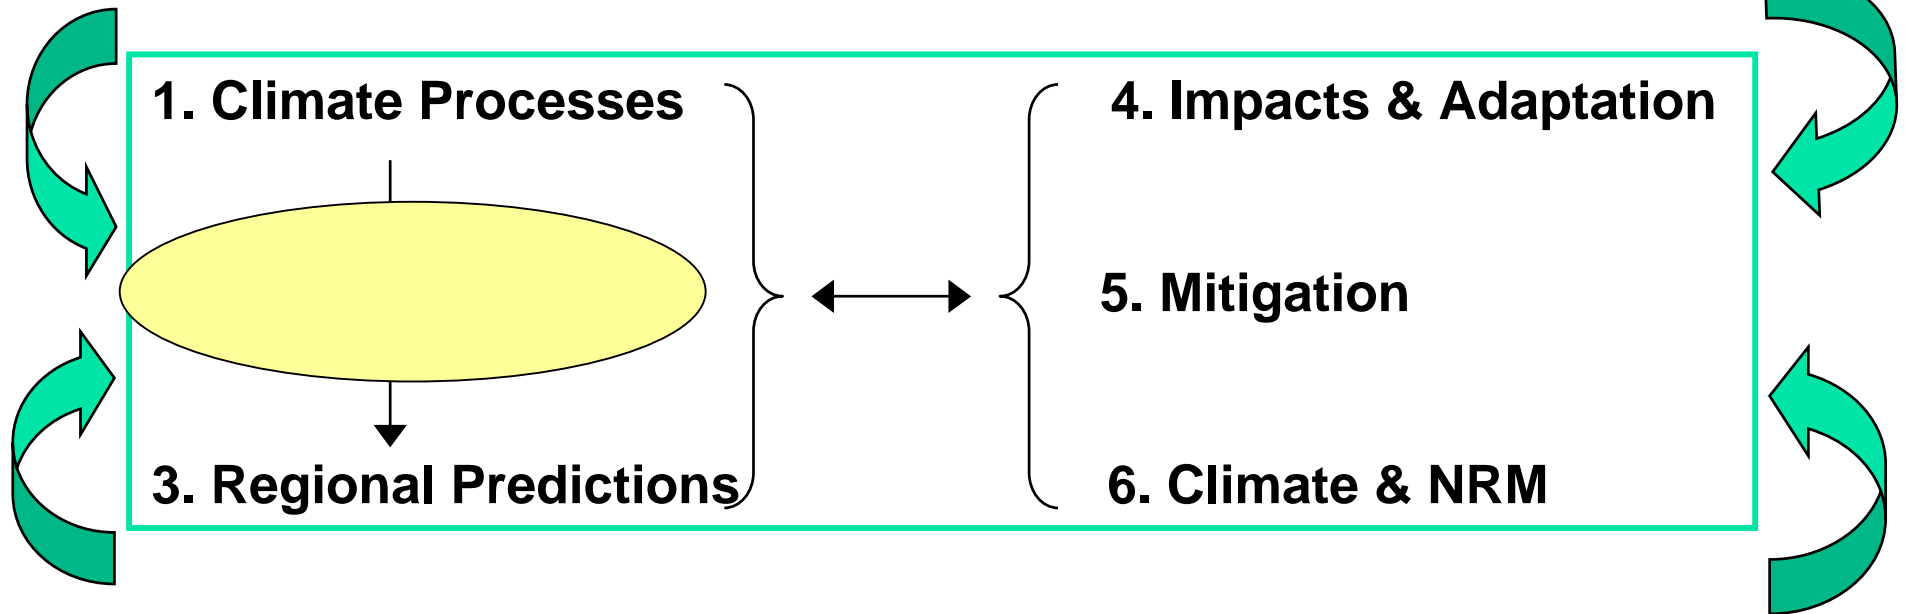 1. Climate Processes
3. Regional Predictions
4. Impacts & Adaptation
5. Mitigation
6. Climate & NRM